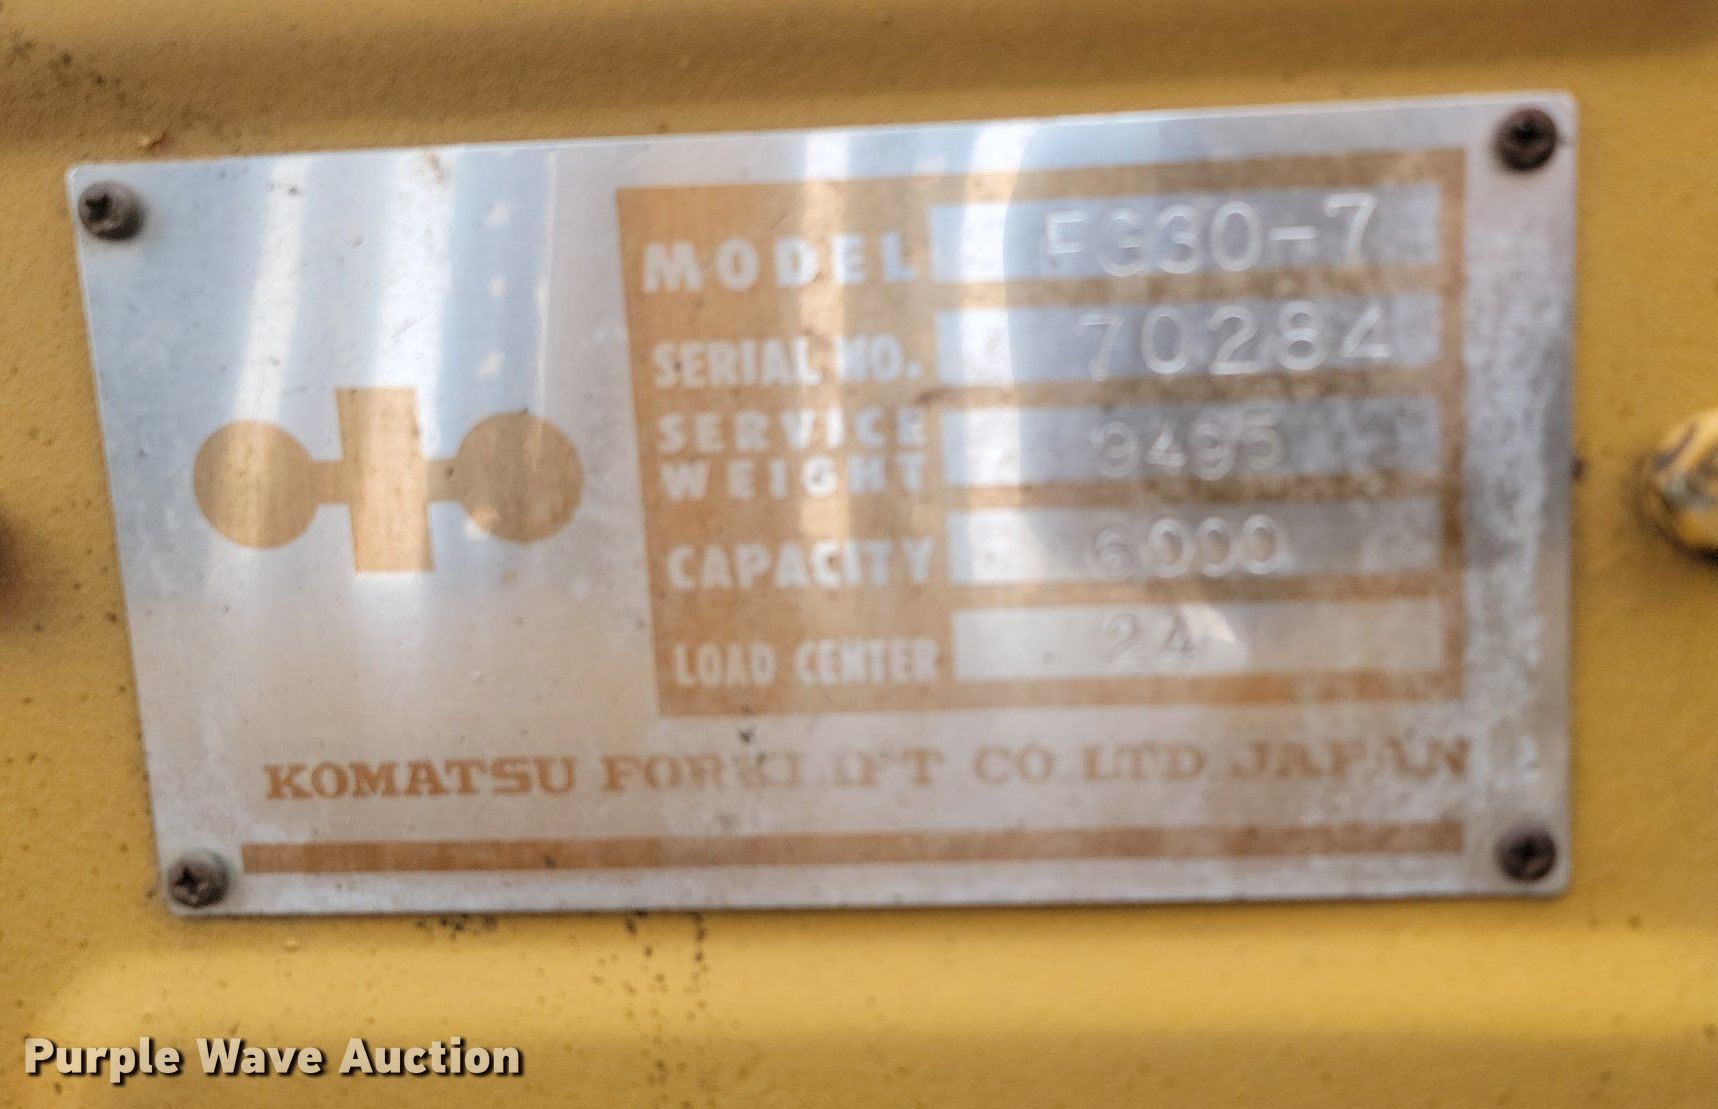 MODEL FG30-7
SERIAL NO. 70284
SERVICE WEIGHT 9495
CAPACITY 6000
LOAD CENTER 24
KOMATSU FORKLIFT CO LTD JAPAN
Purple Wave Auction